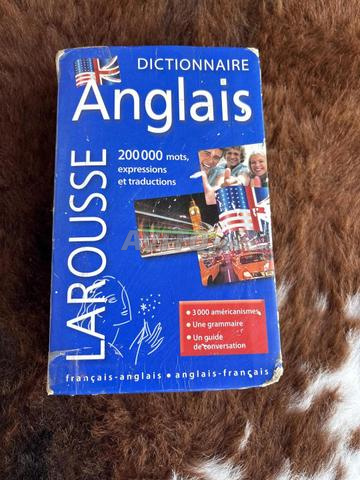 DICTIONNAIRE
Anglais
LAROUSSE
200 000 mots,
expressions
et traductions
• 3 000 américanismes
• Une grammaire
• Un guide
de conversation
français-anglais • anglais-français